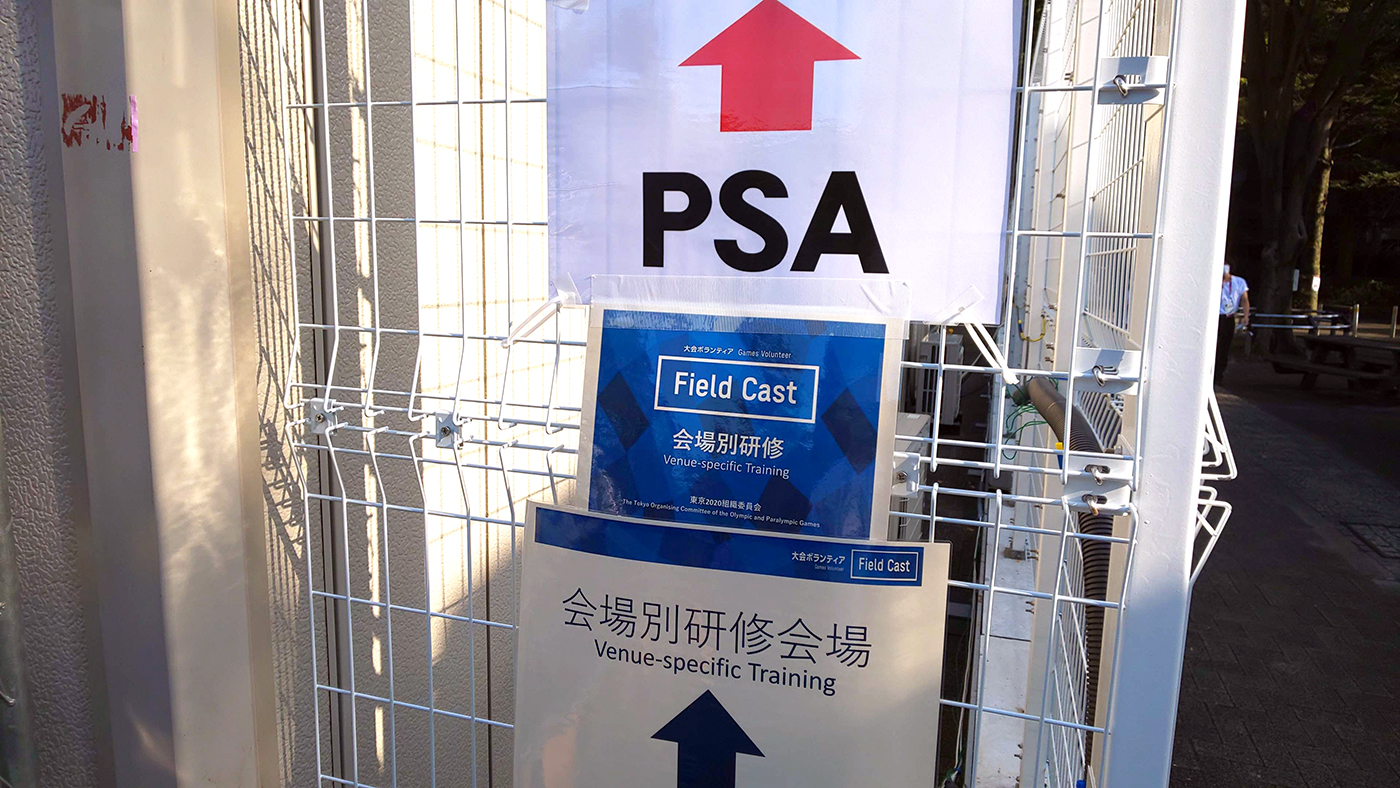 PSA
大会ボランティア Games Volunteer
Field Cast
会場別研修
Venue-specific Training
東京2020組織委員会
The Tokyo Organising Committee of the Olympic and Paralympic Games
大会ボランティア
Games Volunteer
Field Cast
会場別研修会場
Venue-specific Training